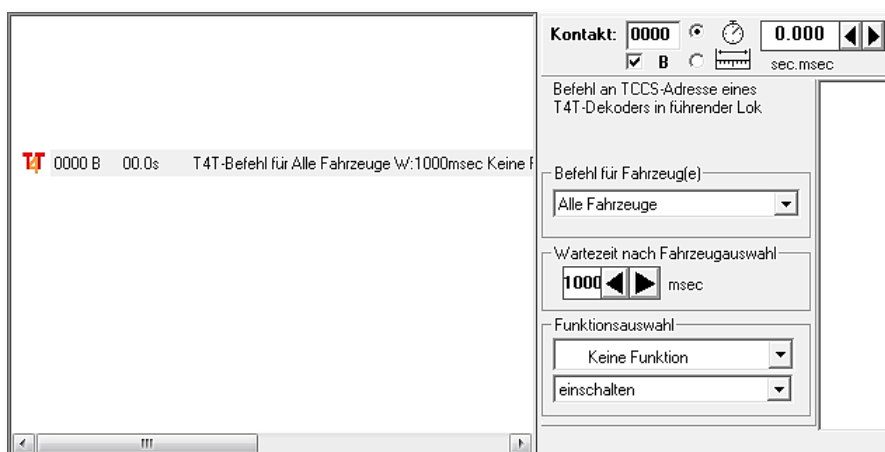 T4T 0000 B 00.0s T4T-Befehl für Alle Fahrzeuge W:1000msec Keine
Kontakt: 0000 0.000
B sec.msec
Befehl an TCCS-Adresse eines
T4T-Dekoders in führender Lok
Befehl für Fahrzeug(e)
Alle Fahrzeuge
Wartezeit nach Fahrzeugauswahl
1000 msec
Funktionsauswahl
Keine Funktion
einschalten